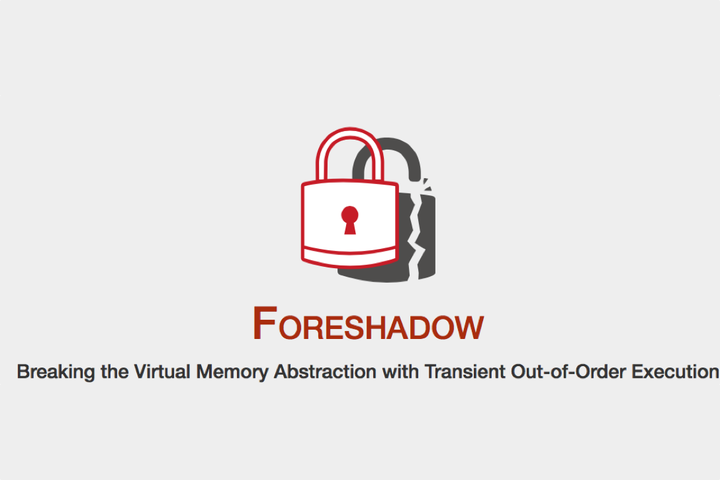 FORESHADOW
Breaking the Virtual Memory Abstraction with Transient Out-of-Order Execution